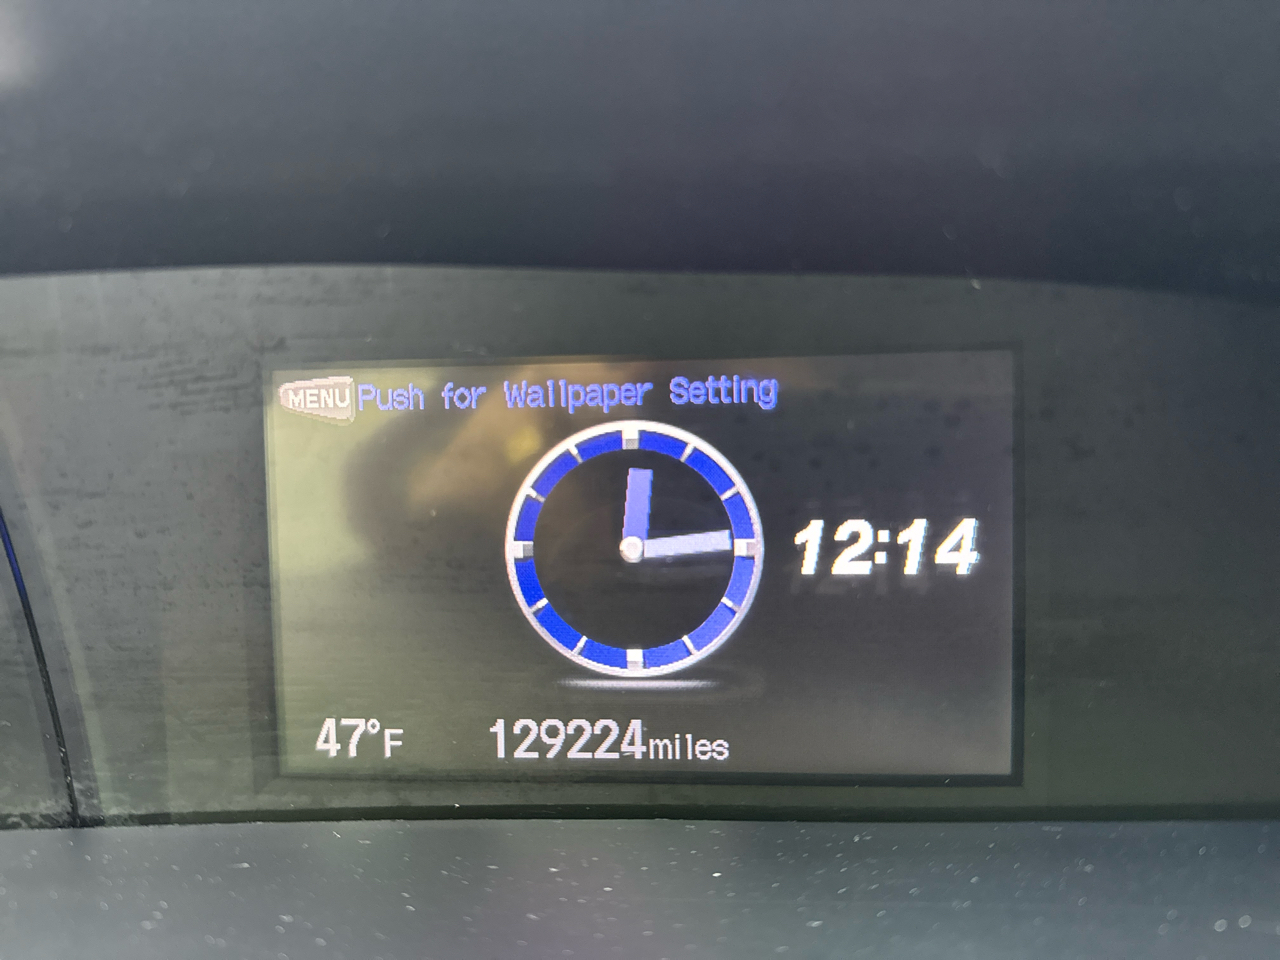 MENU Push for Wallpaper Setting
12:14
47°F 129224miles